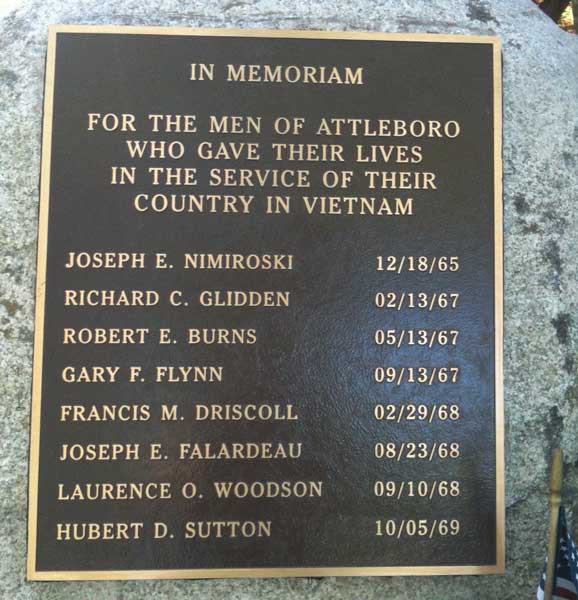 IN MEMORIAM
FOR THE MEN OF ATTLEBORO
WHO GAVE THEIR LIVES
IN THE SERVICE OF THEIR
COUNTRY IN VIETNAM
JOSEPH E. NIMIROSKI 12/18/65
RICHARD C. GLIDDEN 02/13/67
ROBERT E. BURNS 05/13/67
GARY F. FLYNN 09/13/67
FRANCIS M. DRISCOLL 02/29/68
JOSEPH E. FALARDEAU 08/23/68
LAURENCE O. WOODSON 09/10/68
HUBERT D. SUTTON 10/05/69